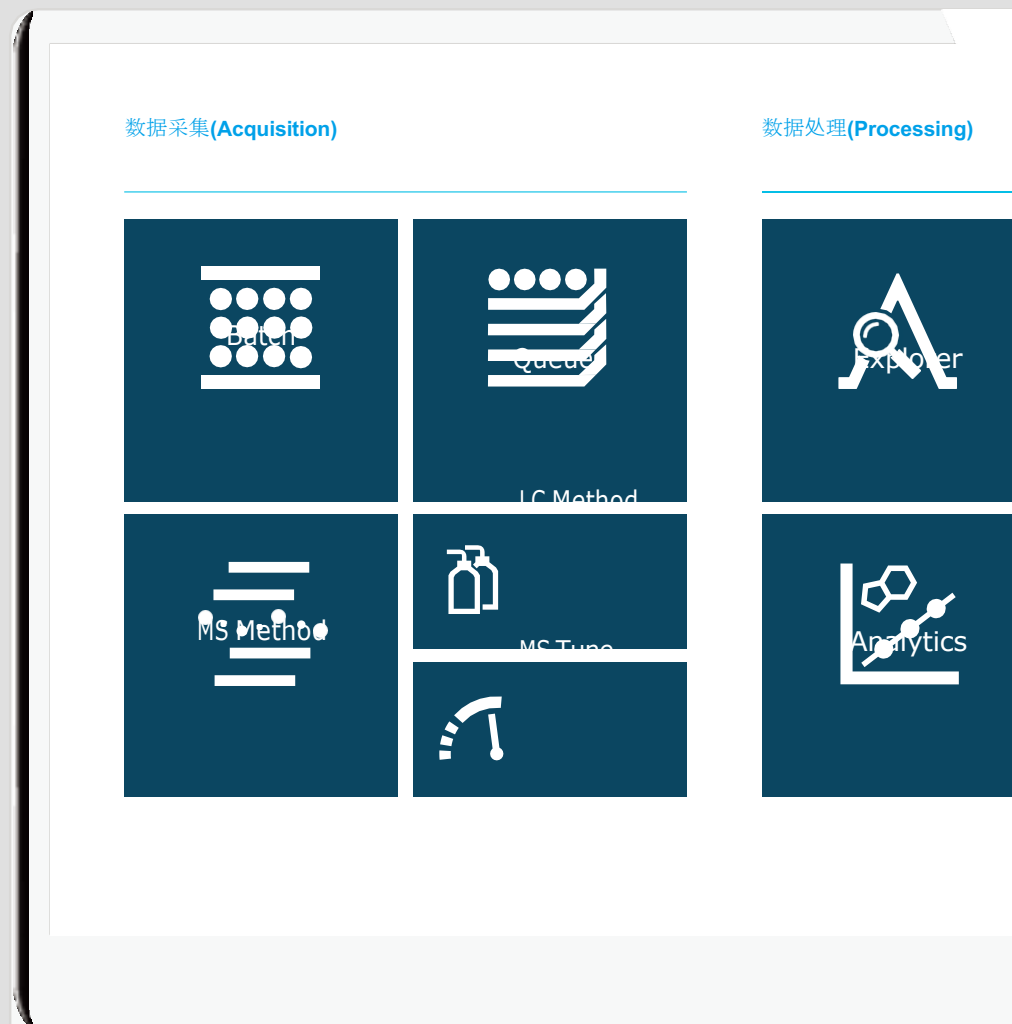 数据采集(Acquisition)
数据处理(Processing)
Batch
Queue
Explorer
LC Method
MS Method
MS Tune
Analytics